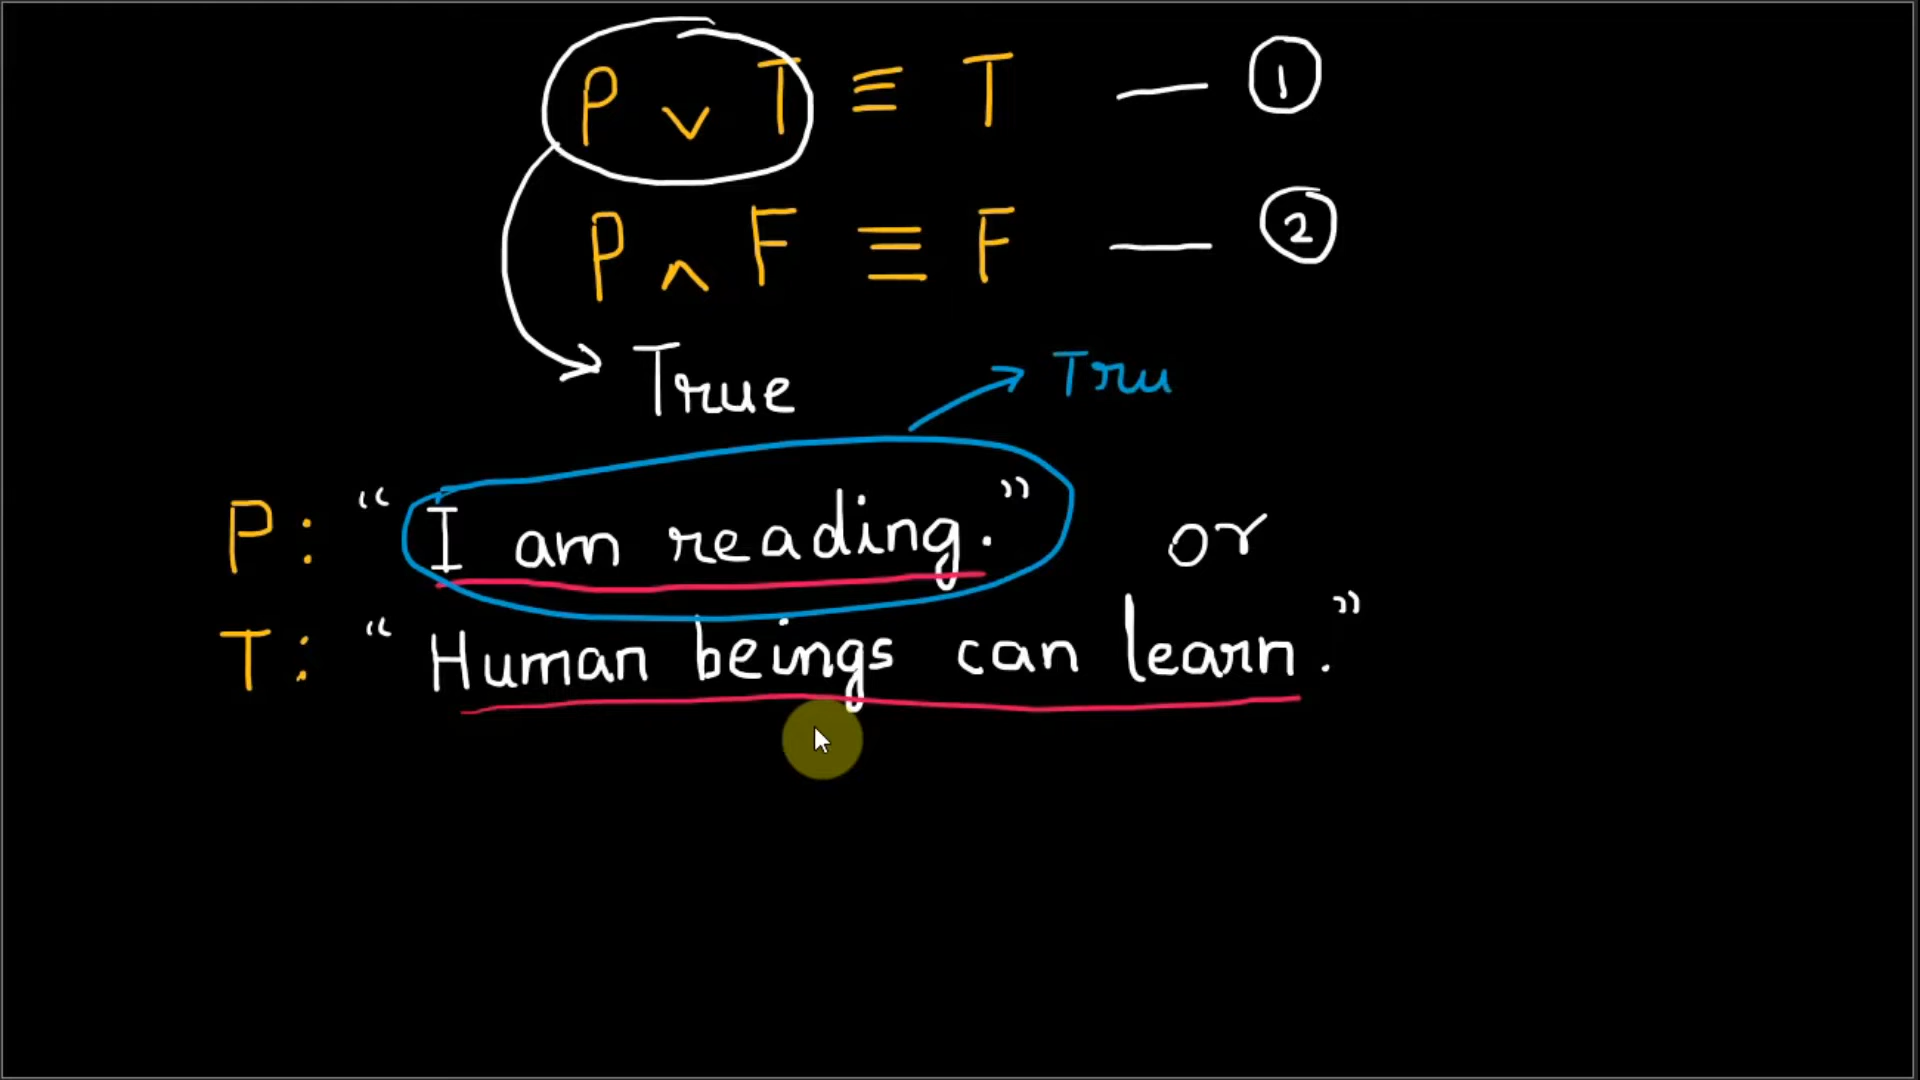 P ∨ T ≡ T — ①
P ∧ F ≡ F — ②
True
Tru
P: “ I am reading.” or
T: “ Human beings can learn.”